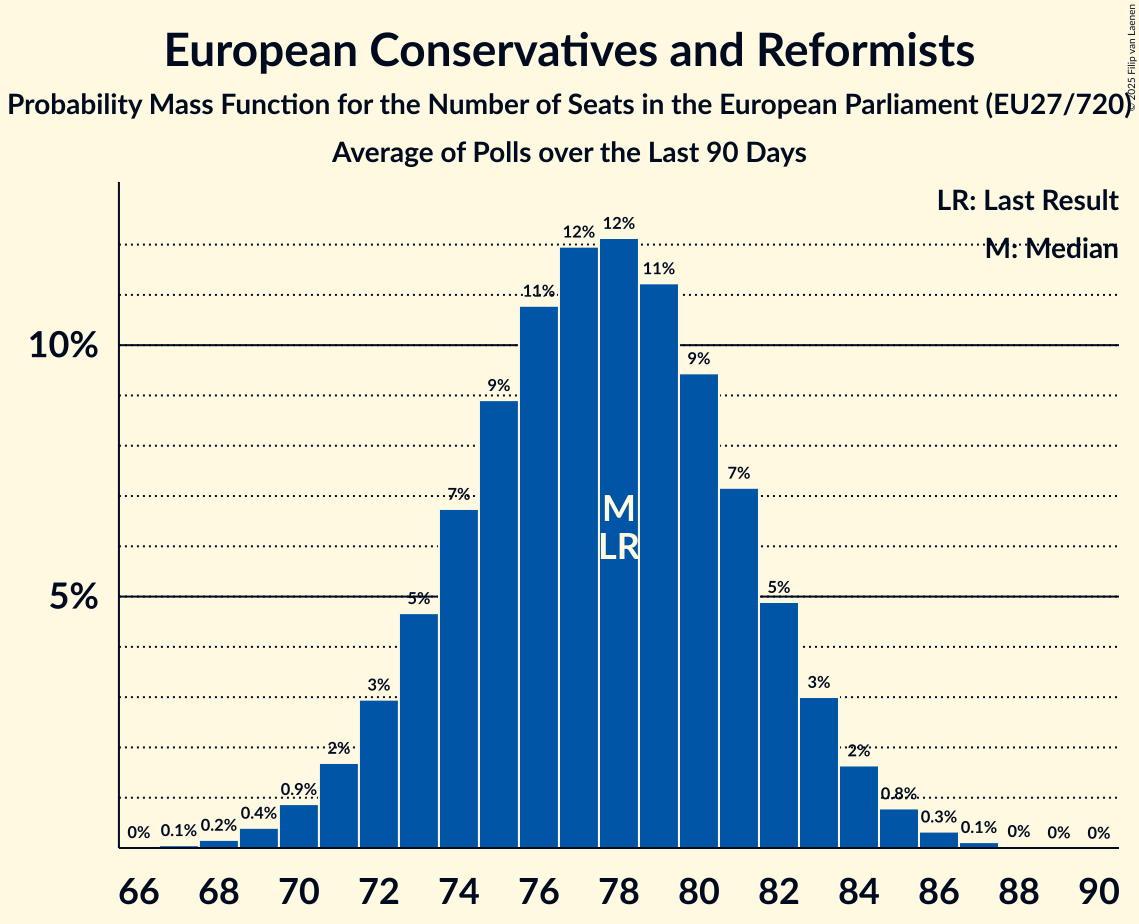 European Conservatives and Reformists
Probability Mass Function for the Number of Seats in the European Parliament (EU27/720)
Average of Polls over the Last 90 Days
© 2025 Filip van Laenen
LR: Last Result
M: Median
10%
5%
0% 0.1% 0.2% 0.4% 0.9% 2% 3% 5% 7% 9% 11% 12% 12% 11% 9% 7% 5% 3% 2% 0.8% 0.3% 0.1% 0% 0% 0%
M
LR
66 68 70 72 74 76 78 80 82 84 86 88 90